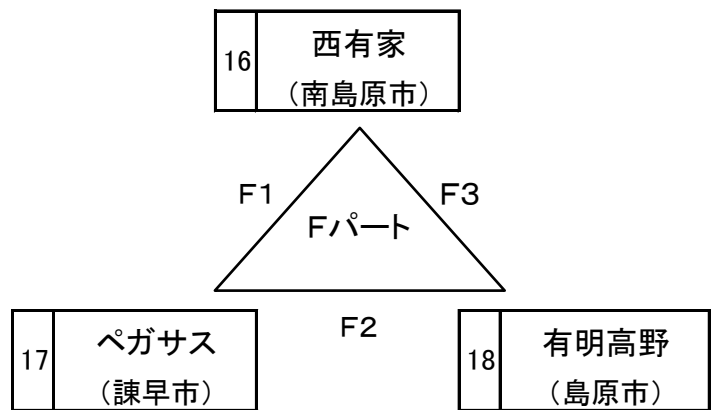 16
西有家
（南島原市）
F1
F3
Fパート
F2
17
ペガサス
（諫早市）
18
有明高野
（島原市）